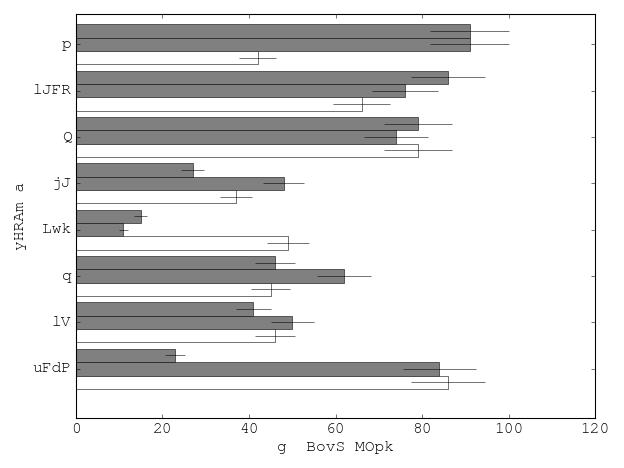 p
lJFR
Q
jJ
Lwk
q
lV
uFdP
yHRAm a
0 20 40 60 80 100 120
g  BovS MOpk